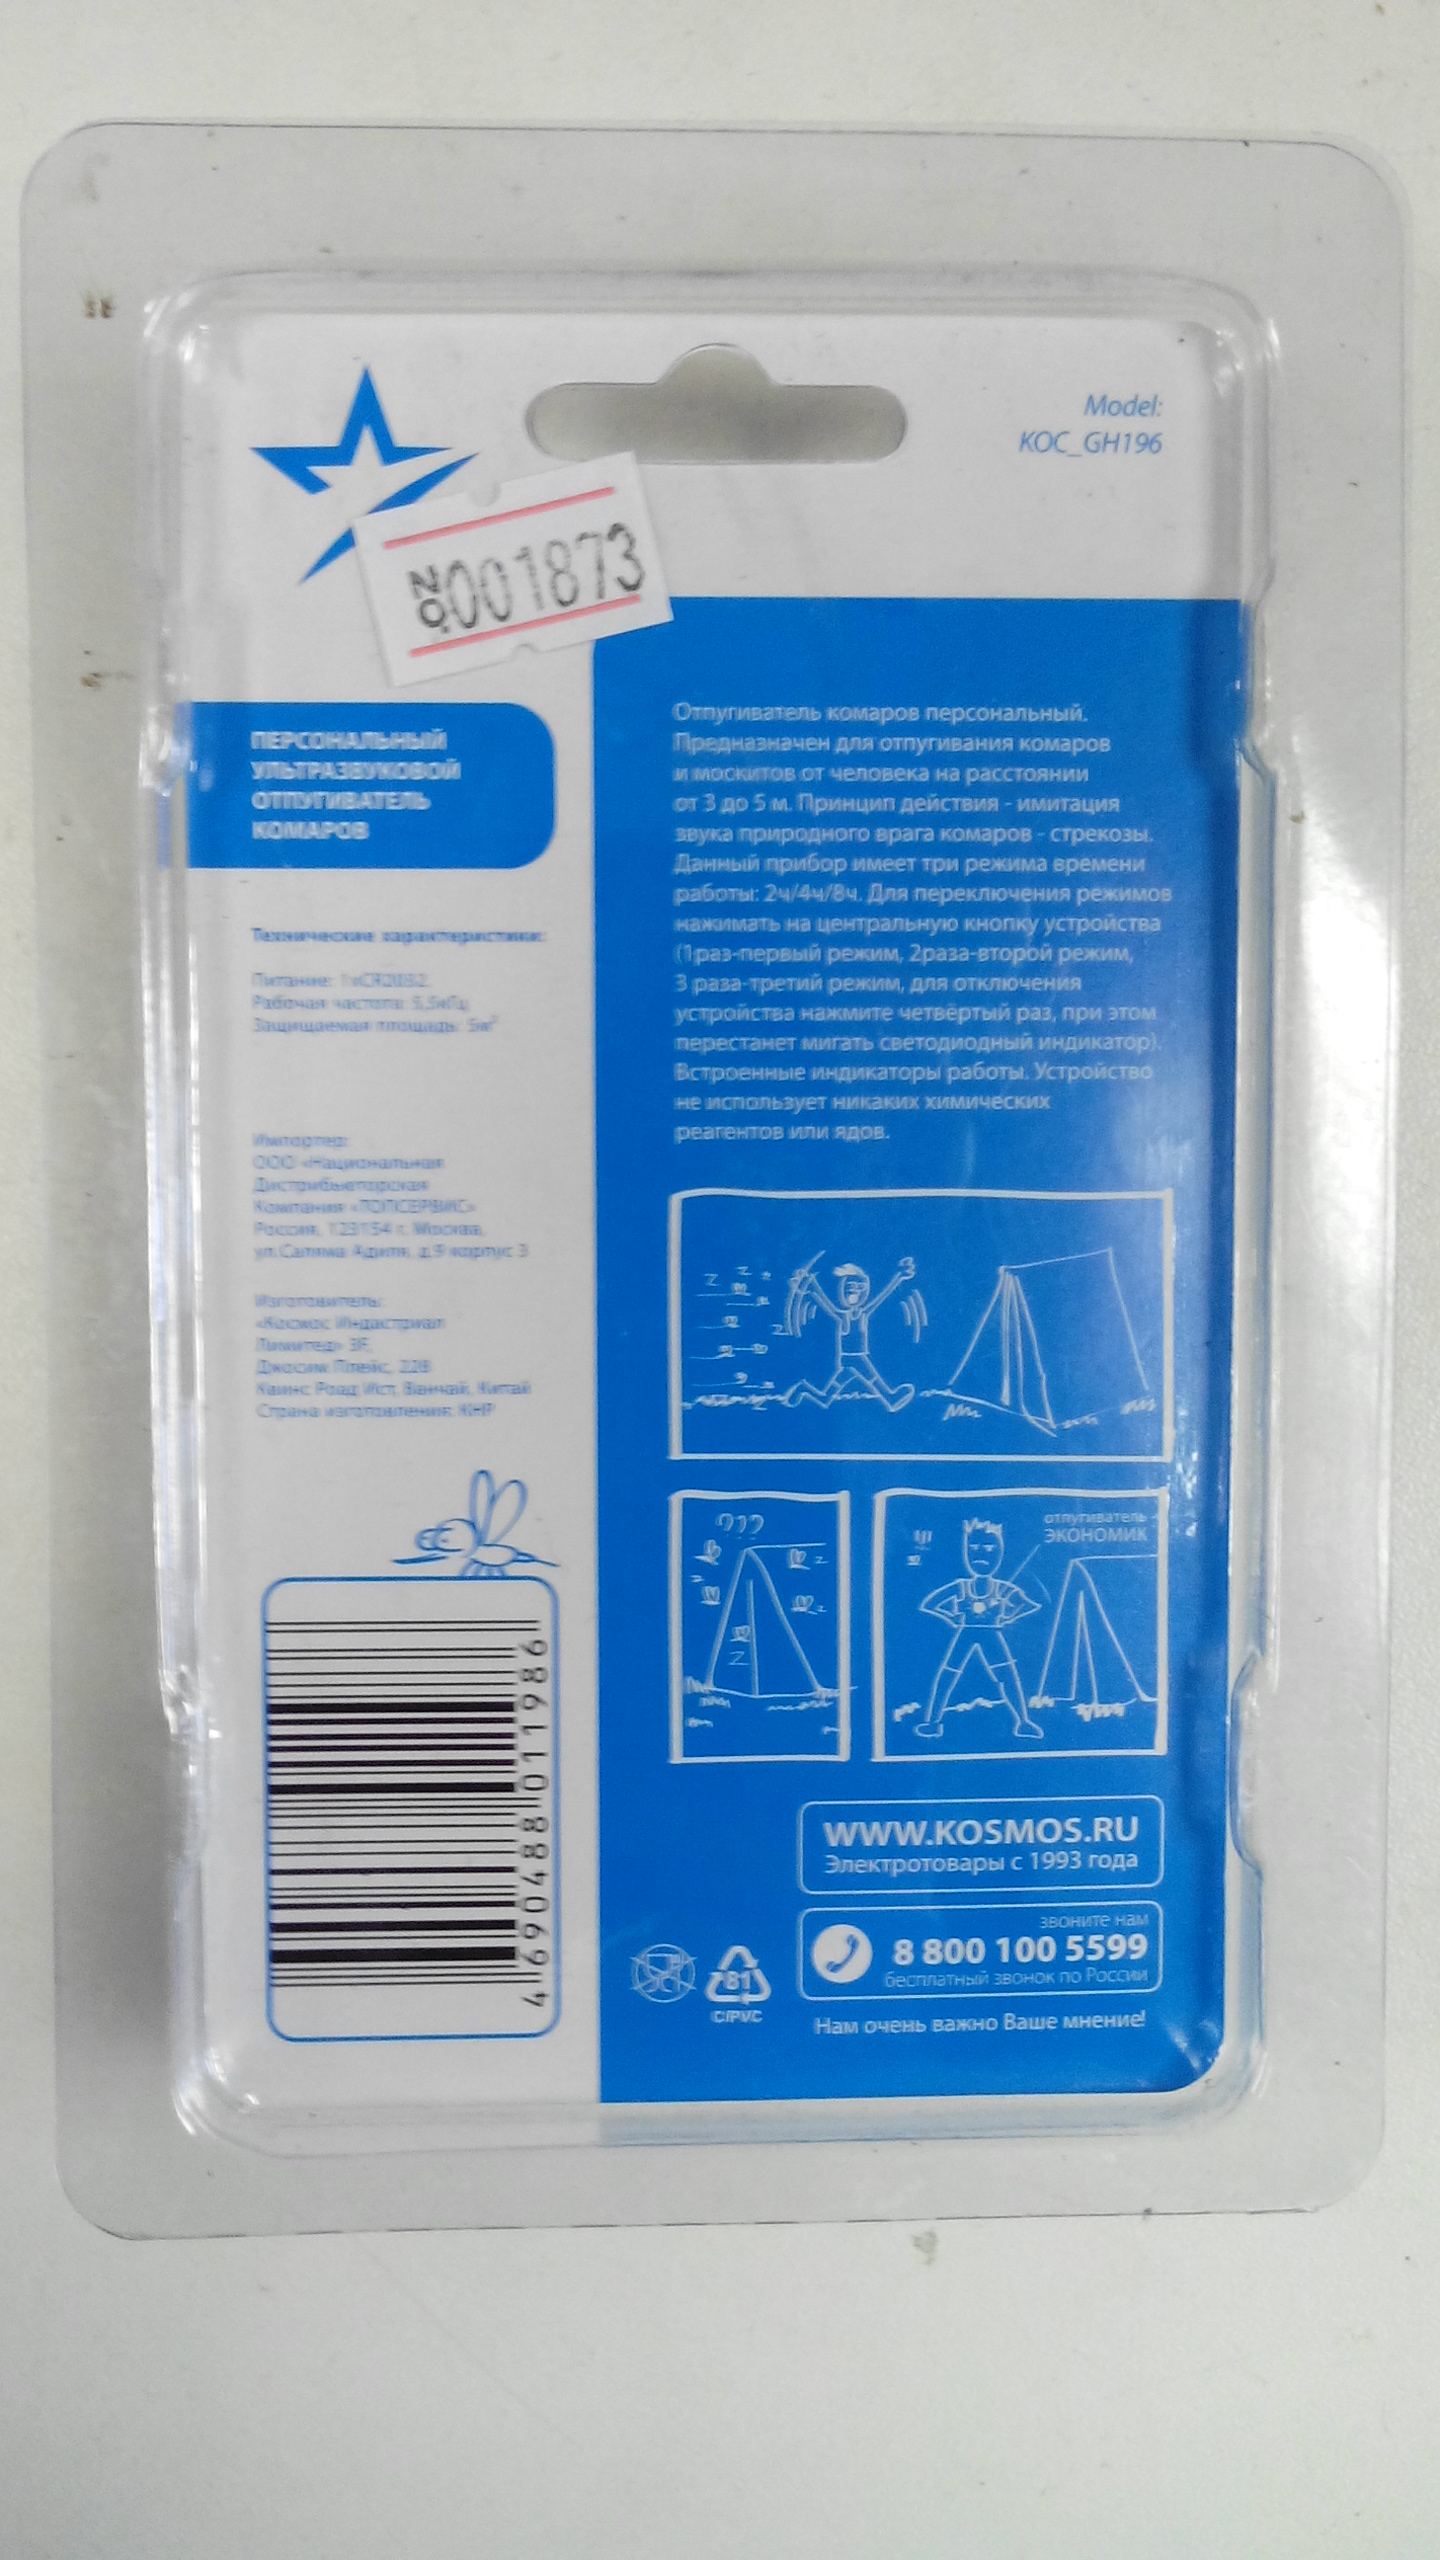 Model:
KOC_GH196
№001873
ПЕРСОНАЛЬНЫЙ
УЛЬТРАЗВУКОВОЙ
ОТПУГИВАТЕЛЬ
КОМАРОВ
Технические характеристики:
Питание: 1xCR2032
Рабочая частота: 5,5кГц
Защищаемая площадь: 5м²
Импортер:
ООО «Национальная
Дистрибьюторская
Компания «ТОПСЕРВИС»
Россия, 123154 г. Москва,
ул.Саляма Адиля, д.9 корпус 3
Изготовитель:
«Космос Индастриал
Лимитед» 3F,
Джосим Плейс, 228
Квинс Роад Ист, Ванчай, Китай
Страна изготовления: КНР
4 690488 011986
Отпугиватель комаров персональный.
Предназначен для отпугивания комаров
и москитов от человека на расстоянии
от 3 до 5 м. Принцип действия - имитация
звука природного врага комаров - стрекозы.
Данный прибор имеет три режима времени
работы: 2ч/4ч/8ч. Для переключения режимов
нажимать на центральную кнопку устройства
(1раз-первый режим, 2раза-второй режим,
3 раза-третий режим, для отключения
устройства нажмите четвёртый раз, при этом
перестанет мигать светодиодный индикатор).
Встроенные индикаторы работы. Устройство
не использует никаких химических
реагентов или ядов.
???
отпугиватель -
ЭКОНОМИК
WWW.KOSMOS.RU
Электротовары с 1993 года
звоните нам
8 800 100 5599
бесплатный звонок по России
81
C/PVC
Нам очень важно Ваше мнение!